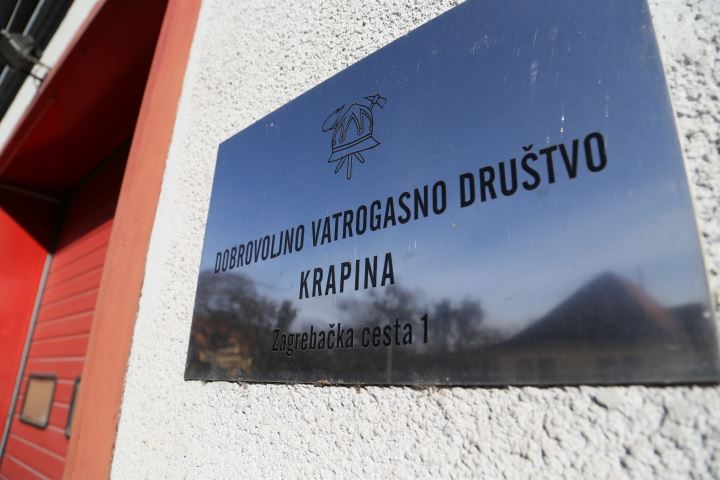 DOBROVOLJNO VATROGASNO DRUŠTVO
KRAPINA
Zagrebačka cesta 1